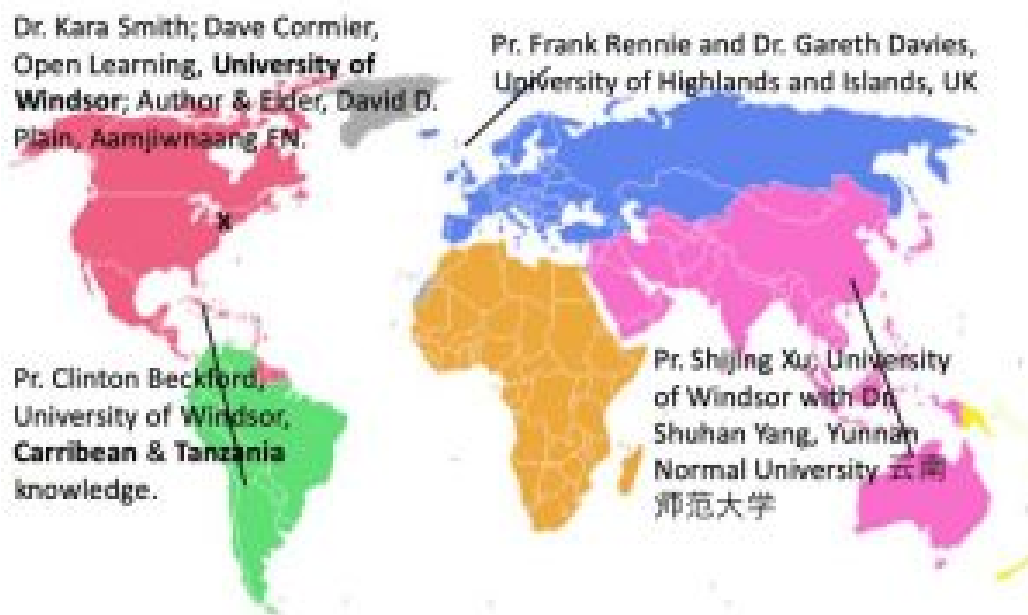 Dr. Kara Smith; Dave Cormier,
Open Learning, University of
Windsor; Author & Elder, David D.
Plain, Aamjiwnaang FN.
Pr. Frank Rennie and Dr. Gareth Davies,
University of Highlands and Islands, UK
x
Pr. Clinton Beckford,
University of Windsor,
Carribean & Tanzania
knowledge.
Pr. Shijing Xu, University
of Windsor with Dr.
Shuhan Yang, Yunnan
Normal University 云南
师范大学